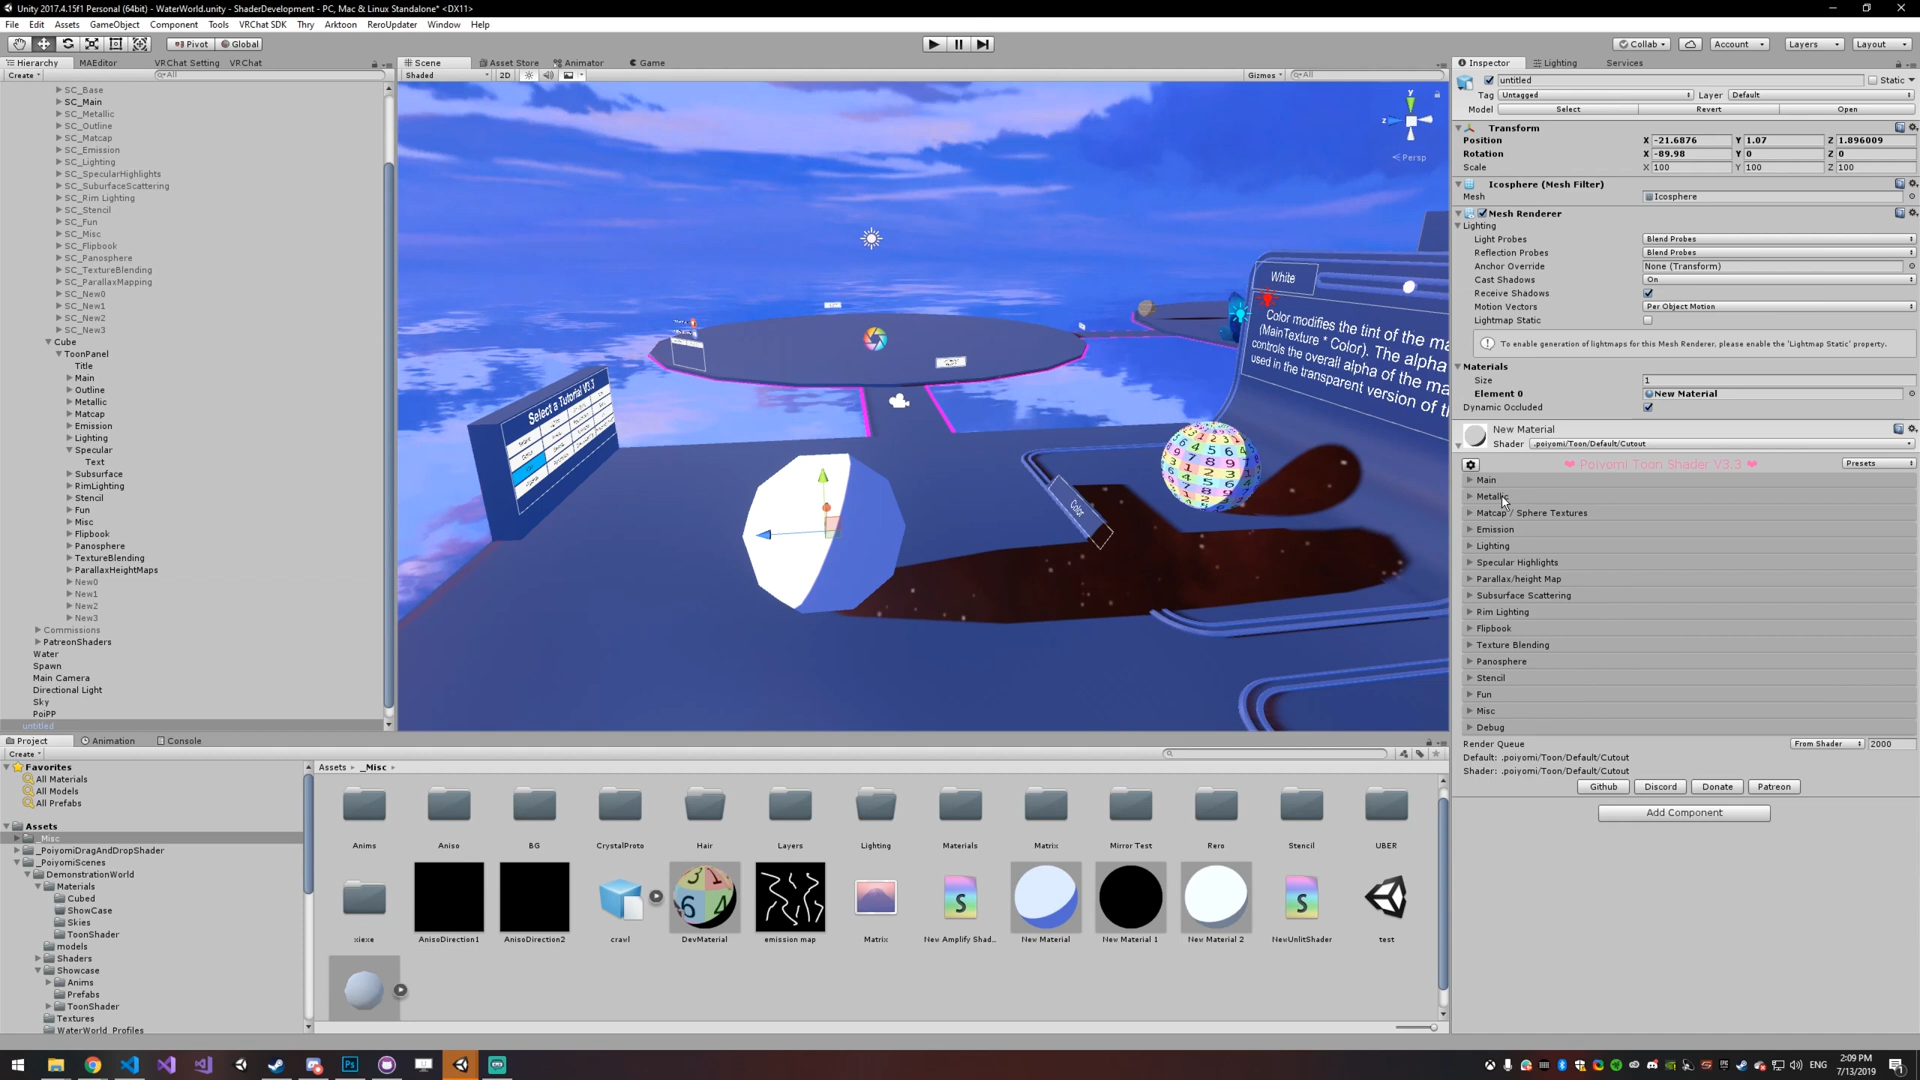 Unity 2017.4.15f1 Personal (64bit) - WaterWorld.unity - ShaderDevelopment - PC, Mac & Linux Standalone* <DX11>
File Edit Assets GameObject Component Tools VRChat SDK Thry Arktoon ReroUpdater Window Help
Pivot Global Collab Account Layers Layout
Hierarchy MAEditor VRChat Setting VRChat
Create All
SC_Base
SC_Main
SC_Metallic
SC_Outline
SC_Matcap
SC_Emission
SC_Lighting
SC_SpecularHighlights
SC_SuburfaceScattering
SC_Rim Lighting
SC_Stencil
SC_Fun
SC_Misc
SC_Flipbook
SC_Panosphere
SC_TextureBlending
SC_ParallaxMapping
SC_New0
SC_New1
SC_New2
SC_New3
Cube
ToonPanel
Title
Main
Outline
Metallic
Matcap
Emission
Lighting
Specular
Text
Subsurface
RimLighting
Stencil
Fun
Misc
Flipbook
Panosphere
TextureBlending
ParallaxHeightMaps
New0
New1
New2
New3
Commissions
PatreonShaders
Water
Spawn
Main Camera
Directional Light
Sky
PoiPP
untitled
Scene Asset Store Animator Game
Shaded 2D Gizmos All
y
z
Persp
Select a Tutorial V3.3
White
Color modifies the tint of the ma
(MainTexture * Color). The alpha
controls the overall alpha of the ma
used in the transparent version of t
Color
Inspector Lighting Services
untitled Static
Tag Untagged Layer Default
Model Select Revert Open
Transform
Position X -21.6876 Y 1.07 Z 1.896009
Rotation X -89.98 Y 0 Z 0
Scale X 100 Y 100 Z 100
Icosphere (Mesh Filter)
Mesh Icosphere
Mesh Renderer
Lighting
Light Probes Blend Probes
Reflection Probes Blend Probes
Anchor Override None (Transform)
Cast Shadows On
Receive Shadows
Motion Vectors Per Object Motion
Lightmap Static
To enable generation of lightmaps for this Mesh Renderer, please enable the 'Lightmap Static' property.
Materials
Size 1
Element 0 New Material
Dynamic Occluded
New Material
Shader .poiyomi/Toon/Default/Cutout
❤ Poiyomi Toon Shader V3.3 ❤ Presets
Main
Metallic
Matcap / Sphere Textures
Emission
Lighting
Specular Highlights
Parallax/height Map
Subsurface Scattering
Rim Lighting
Flipbook
Texture Blending
Panosphere
Stencil
Fun
Misc
Debug
Render Queue From Shader 2000
Default: .poiyomi/Toon/Default/Cutout
Shader: .poiyomi/Toon/Default/Cutout
Github Discord Donate Patreon
Add Component
Project Animation Console
Create
Favorites
All Materials
All Models
All Prefabs
Assets
_Misc
_PoiyomiDragAndDropShader
_PoiyomiScenes
DemonstrationWorld
Materials
Cubed
ShowCase
Skies
ToonShader
models
Shaders
Showcase
Anims
Prefabs
ToonShader
Textures
WaterWorld_Profiles
Assets _Misc
Anims Aniso BG CrystalProto Hair Layers Lighting Materials Matrix Mirror Test Rero Stencil UBER
xiexe AnisoDirection1 AnisoDirection2 crawl DevMaterial emission map Matrix New Amplify Shad... New Material New Material 1 New Material 2 NewUnlitShader test
ENG
2:09 PM
7/13/2019